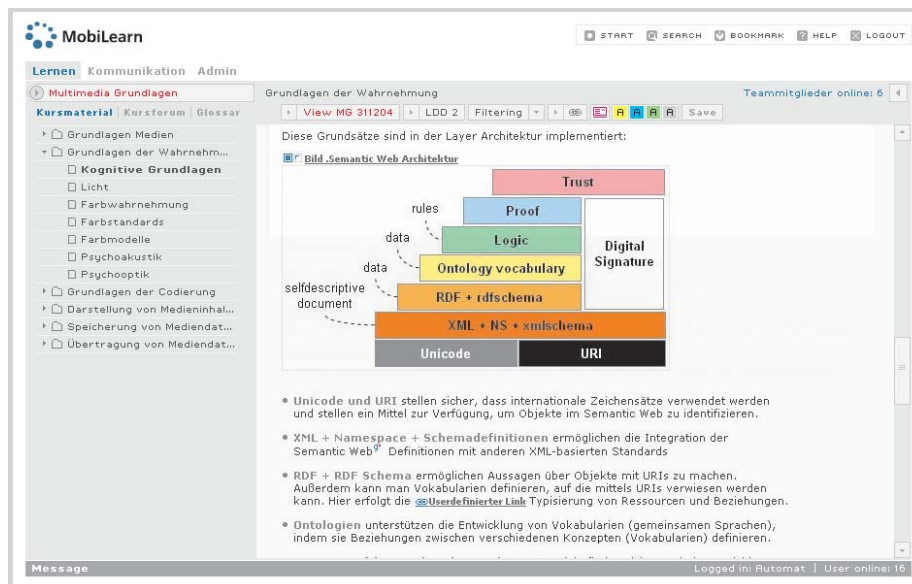 MobiLearn
START SEARCH BOOKMARK HELP LOGOUT
Lernen Kommunikation Admin
Multimedia Grundlagen
Grundlagen der Wahrnehmung
Teammitglieder online: 6
Kursmaterial Kursforum Glossar
View MG 311204 LDD 2 Filtering A A A A Save
Grundlagen Medien
Grundlagen der Wahrnehm...
Kognitive Grundlagen
Licht
Farbwahrnehmung
Farbstandards
Farbmodelle
Psychoakustik
Psychooptik
Grundlagen der Codierung
Darstellung von Medieninhal...
Speicherung von Mediendat...
Übertragung von Mediendat...
Diese Grundsätze sind in der Layer Architektur implementiert:
Bild .Semantic Web Architektur
Trust
rules
Proof
data
Logic
Digital
Signature
data
Ontology vocabulary
selfdescriptive
document
RDF + rdfschema
XML + NS + xmlschema
Unicode
URI
• Unicode und URI stellen sicher, dass internationale Zeichensätze verwendet werden
und stellen ein Mittel zur Verfügung, um Objekte im Semantic Web zu identifizieren.
• XML + Namespace + Schemadefinitionen ermöglichen die Integration der
Semantic Web g* Definitionen mit anderen XML-basierten Standards
• RDF + RDF Schema ermöglichen Aussagen über Objekte mit URIs zu machen.
Außerdem kann man Vokabularien definieren, auf die mittels URIs verwiesen werden
kann. Hier erfolgt die Userdefinierter Link Typisierung von Ressourcen und Beziehungen.
• Ontologien unterstützen die Entwicklung von Vokabularien (gemeinsamen Sprachen),
indem sie Beziehungen zwischen verschiedenen Konzepten (Vokabularien) definieren.
Message
Logged in: Automat | User online: 16